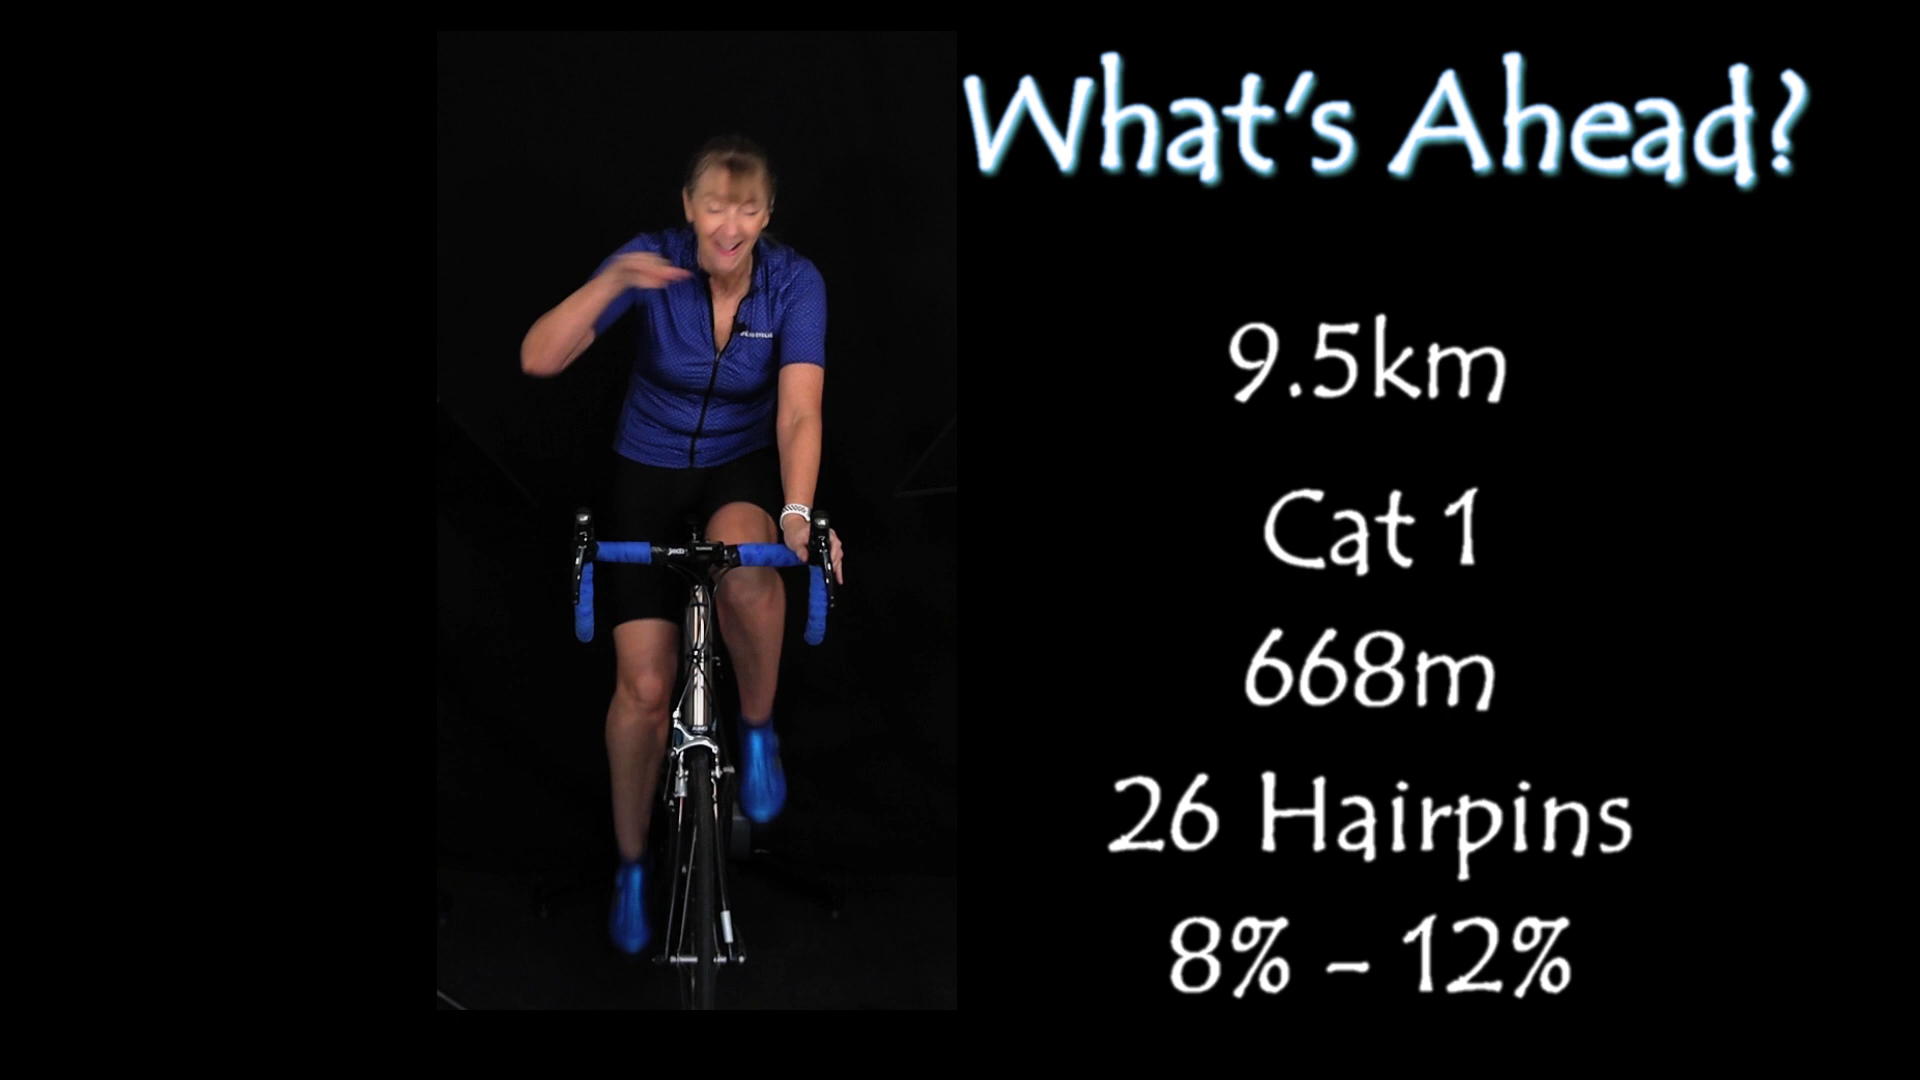 What's Ahead?
9.5km
Cat 1
668m
26 Hairpins
8% - 12%